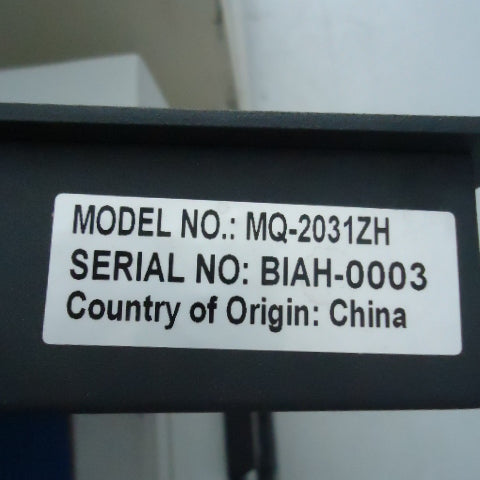 MODEL NO.: MQ-2031ZH
SERIAL NO: BIAH-0003
Country of Origin: China